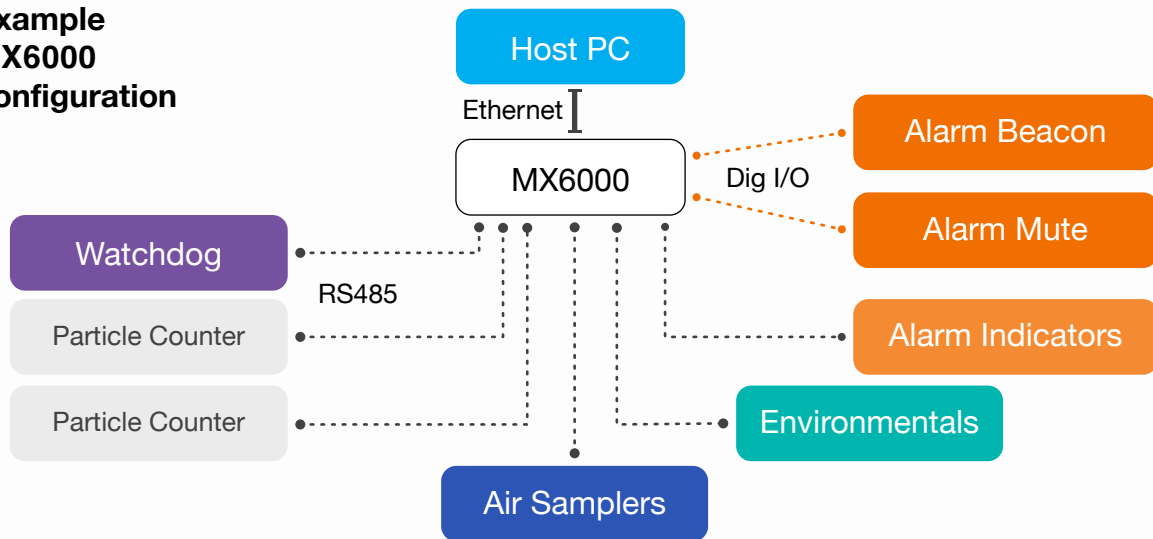 xample
X6000
onfiguration
Host PC
Ethernet
MX6000
Dig I/O
Alarm Beacon
Alarm Mute
Watchdog
RS485
Particle Counter
Alarm Indicators
Particle Counter
Environmentals
Air Samplers